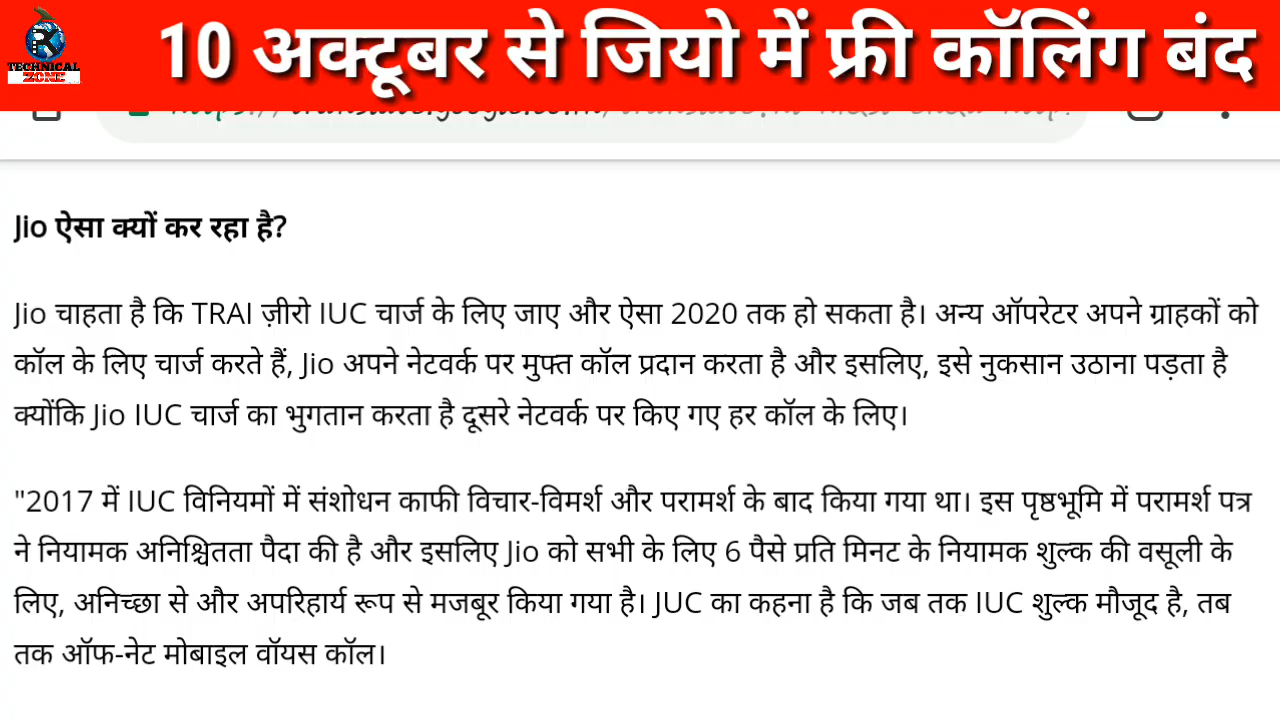 10 अक्टूबर से जियो में फ्री कॉलिंग बंद
TECHNICAL
ZONE
Jio ऐसा क्यों कर रहा है?
Jio चाहता है कि TRAI ज़ीरो IUC चार्ज के लिए जाए और ऐसा 2020 तक हो सकता है। अन्य ऑपरेटर अपने ग्राहकों को
कॉल के लिए चार्ज करते हैं, Jio अपने नेटवर्क पर मुफ्त कॉल प्रदान करता है और इसलिए, इसे नुकसान उठाना पड़ता है
क्योंकि Jio IUC चार्ज का भुगतान करता है दूसरे नेटवर्क पर किए गए हर कॉल के लिए।
"2017 में IUC विनियमों में संशोधन काफी विचार-विमर्श और परामर्श के बाद किया गया था। इस पृष्ठभूमि में परामर्श पत्र
ने नियामक अनिश्चितता पैदा की है और इसलिए Jio को सभी के लिए 6 पैसे प्रति मिनट के नियामक शुल्क की वसूली के
लिए, अनिच्छा से और अपरिहार्य रूप से मजबूर किया गया है। JUC का कहना है कि जब तक IUC शुल्क मौजूद है, तब
तक ऑफ-नेट मोबाइल वॉयस कॉल।